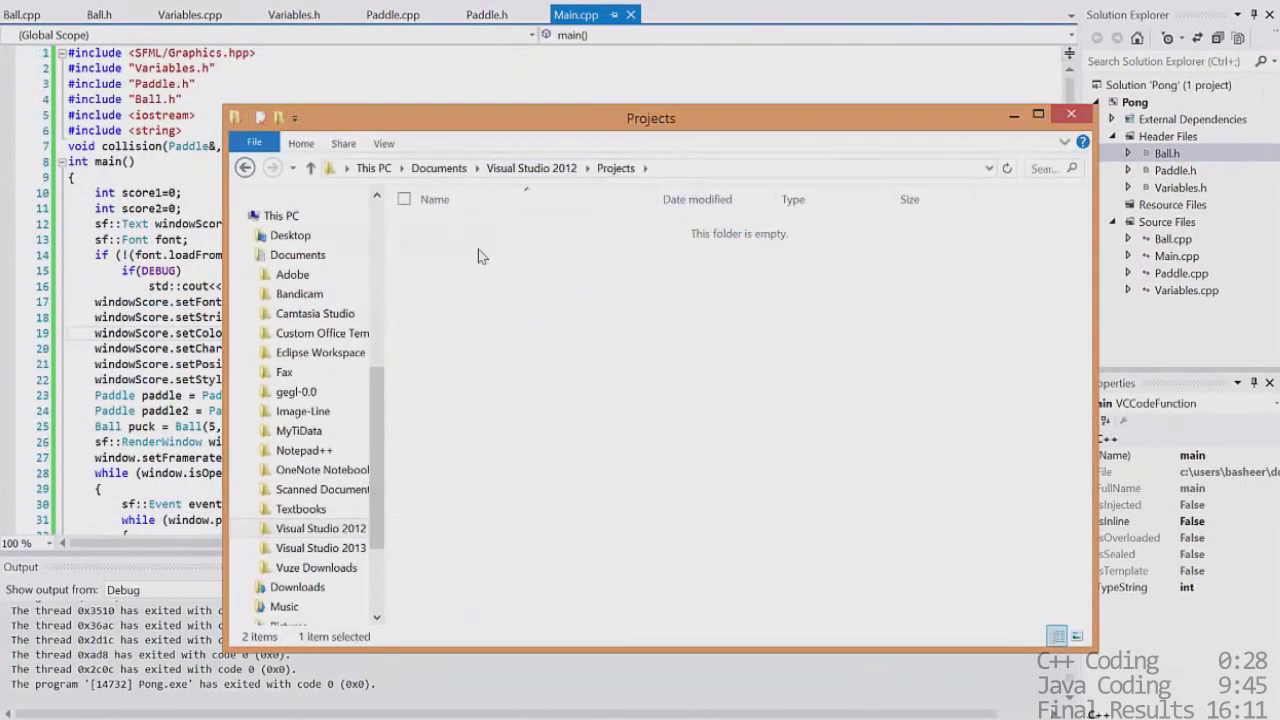 Ball.cpp Ball.h Variables.cpp Variables.h Paddle.cpp Paddle.h Main.cpp
Solution Explorer
(Global Scope) main()
Search Solution Explorer (Ctrl+;)
Solution 'Pong' (1 project)
Pong
External Dependencies
Header Files
Ball.h
Paddle.h
Variables.h
Resource Files
Source Files
Ball.cpp
Main.cpp
Paddle.cpp
Variables.cpp
1 #include <SFML/Graphics.hpp>
2 #include "Variables.h"
3 #include "Paddle.h"
4 #include "Ball.h"
5 #include <iostream>
6 #include <string>
7 void collision(Paddle&,
8 int main()
9 {
10 int score1=0;
11 int score2=0;
12 sf::Text windowSco
13 sf::Font font;
14 if (!(font.loadFrom
15 if(DEBUG)
16 std::cout<<
17 windowScore.setFont
18 windowScore.setStri
19 windowScore.setColo
20 windowScore.setChar
21 windowScore.setPosi
22 windowScore.setStyl
23 Paddle paddle = Pad
24 Paddle paddle2 = Pa
25 Ball puck = Ball(5,
26 sf::RenderWindow wi
27 window.setFramerate
28 while (window.isOpe
29 {
30 sf::Event event
31 while (window.p
100 %
Projects
File Home Share View
This PC Documents Visual Studio 2012 Projects Sear...
Name Date modified Type Size
This folder is empty.
This PC
Desktop
Documents
Adobe
Bandicam
Camtasia Studio
Custom Office Tem
Eclipse Workspace
Fax
gegl-0.0
Image-Line
MyTiData
Notepad++
OneNote Notebool
Scanned Document
Textbooks
Visual Studio 2012
Visual Studio 2013
Vuze Downloads
Downloads
Music
2 items 1 item selected
operties
ain VCCodeFunction
C++
Name) main
File c:\users\basheer\do
FullName main
sInjected False
sInline False
sOverloaded False
sSealed False
sTemplate False
TypeString int
C++
Output
Show output from: Debug
The thread 0x3510 has exited with c
The thread 0x36ac has exited with c
The thread 0x2d1c has exited with c
The thread 0xad8 has exited with code 0 (0x0).
The thread 0x2c0c has exited with code 0 (0x0).
The program '[14732] Pong.exe' has exited with code 0 (0x0).
C++ Coding 0:28
Java Coding 9:45
Final Results 16:11